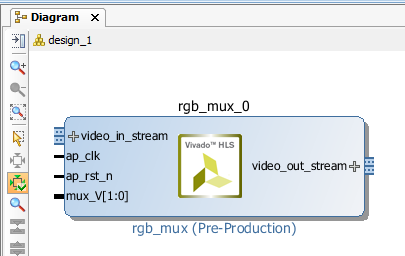 Diagram
design_1
rgb_mux_0
video_in_stream
ap_clk
ap_rst_n
mux_V[1:0]
Vivado™ HLS
video_out_stream
rgb_mux (Pre-Production)